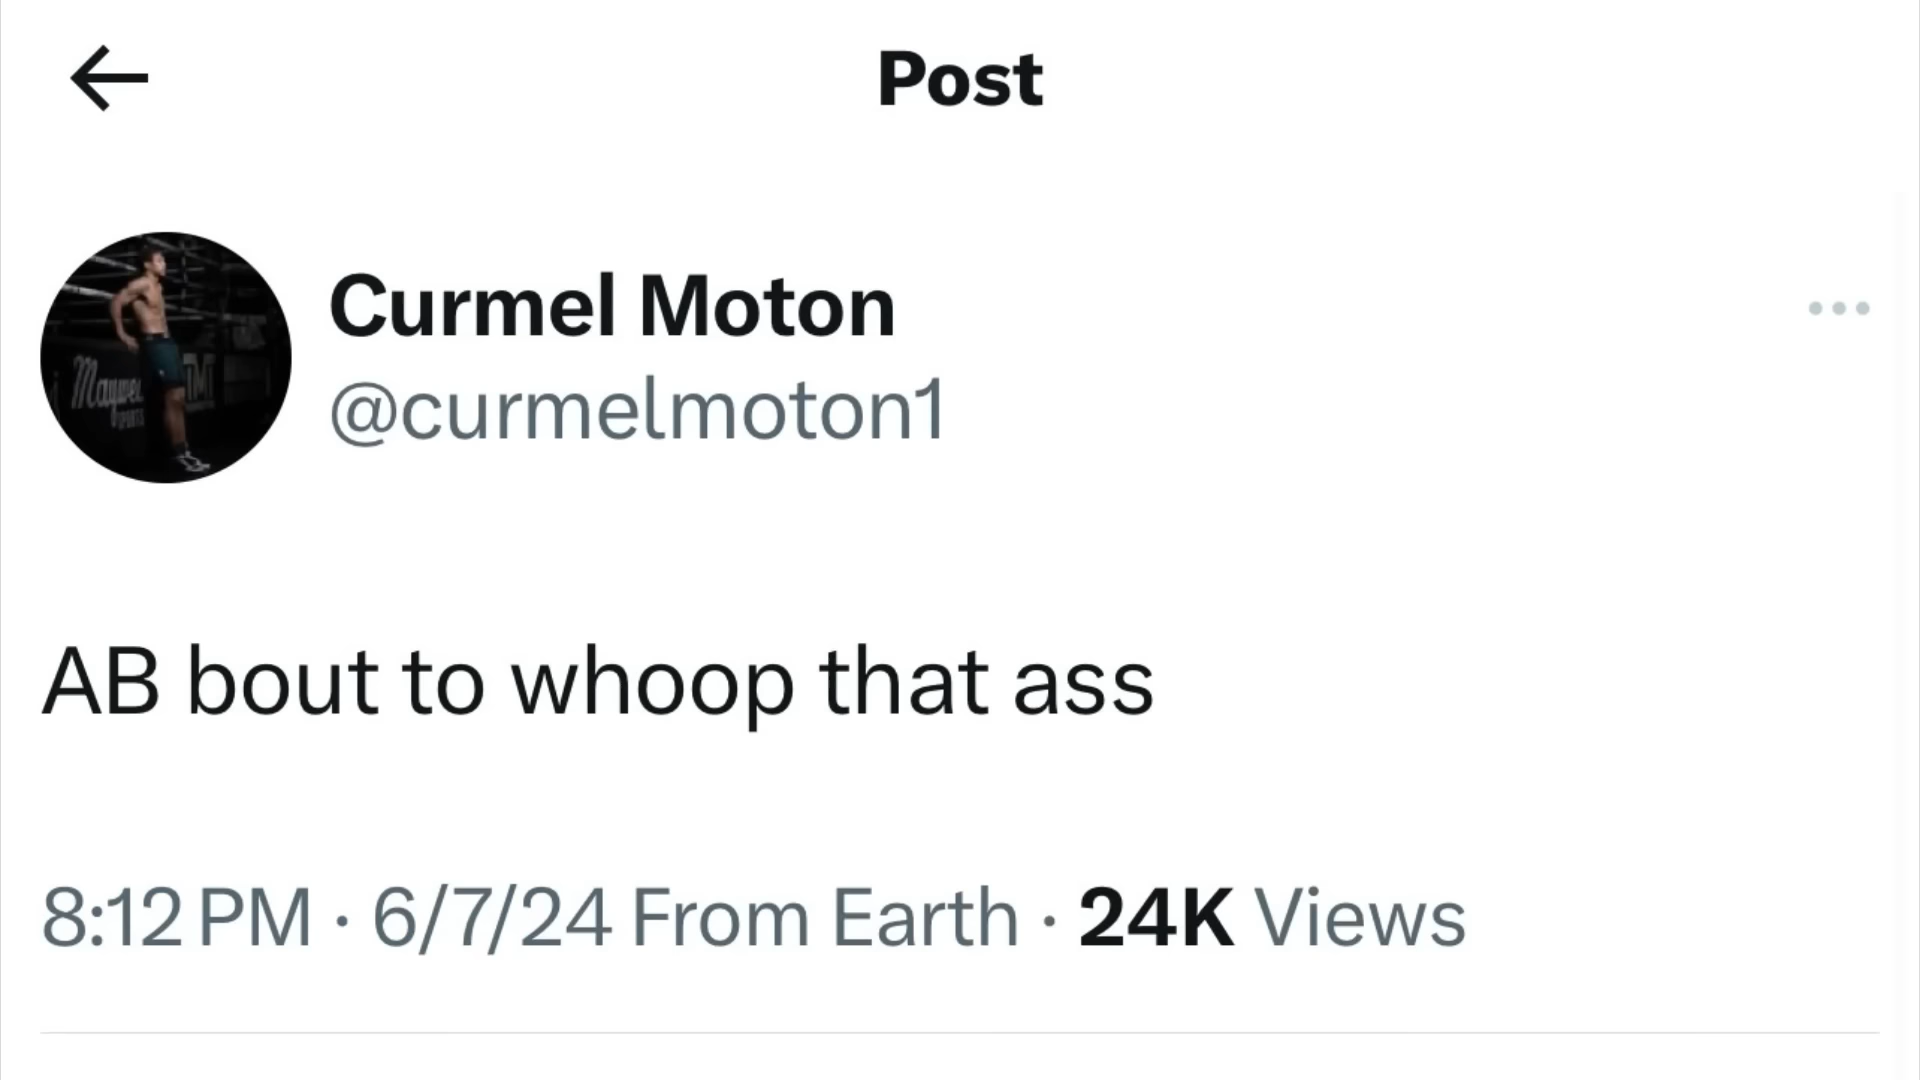 Post
Curmel Moton
@curmelmoton1
AB bout to whoop that ass
8:12 PM · 6/7/24 From Earth · 24K Views
TMT